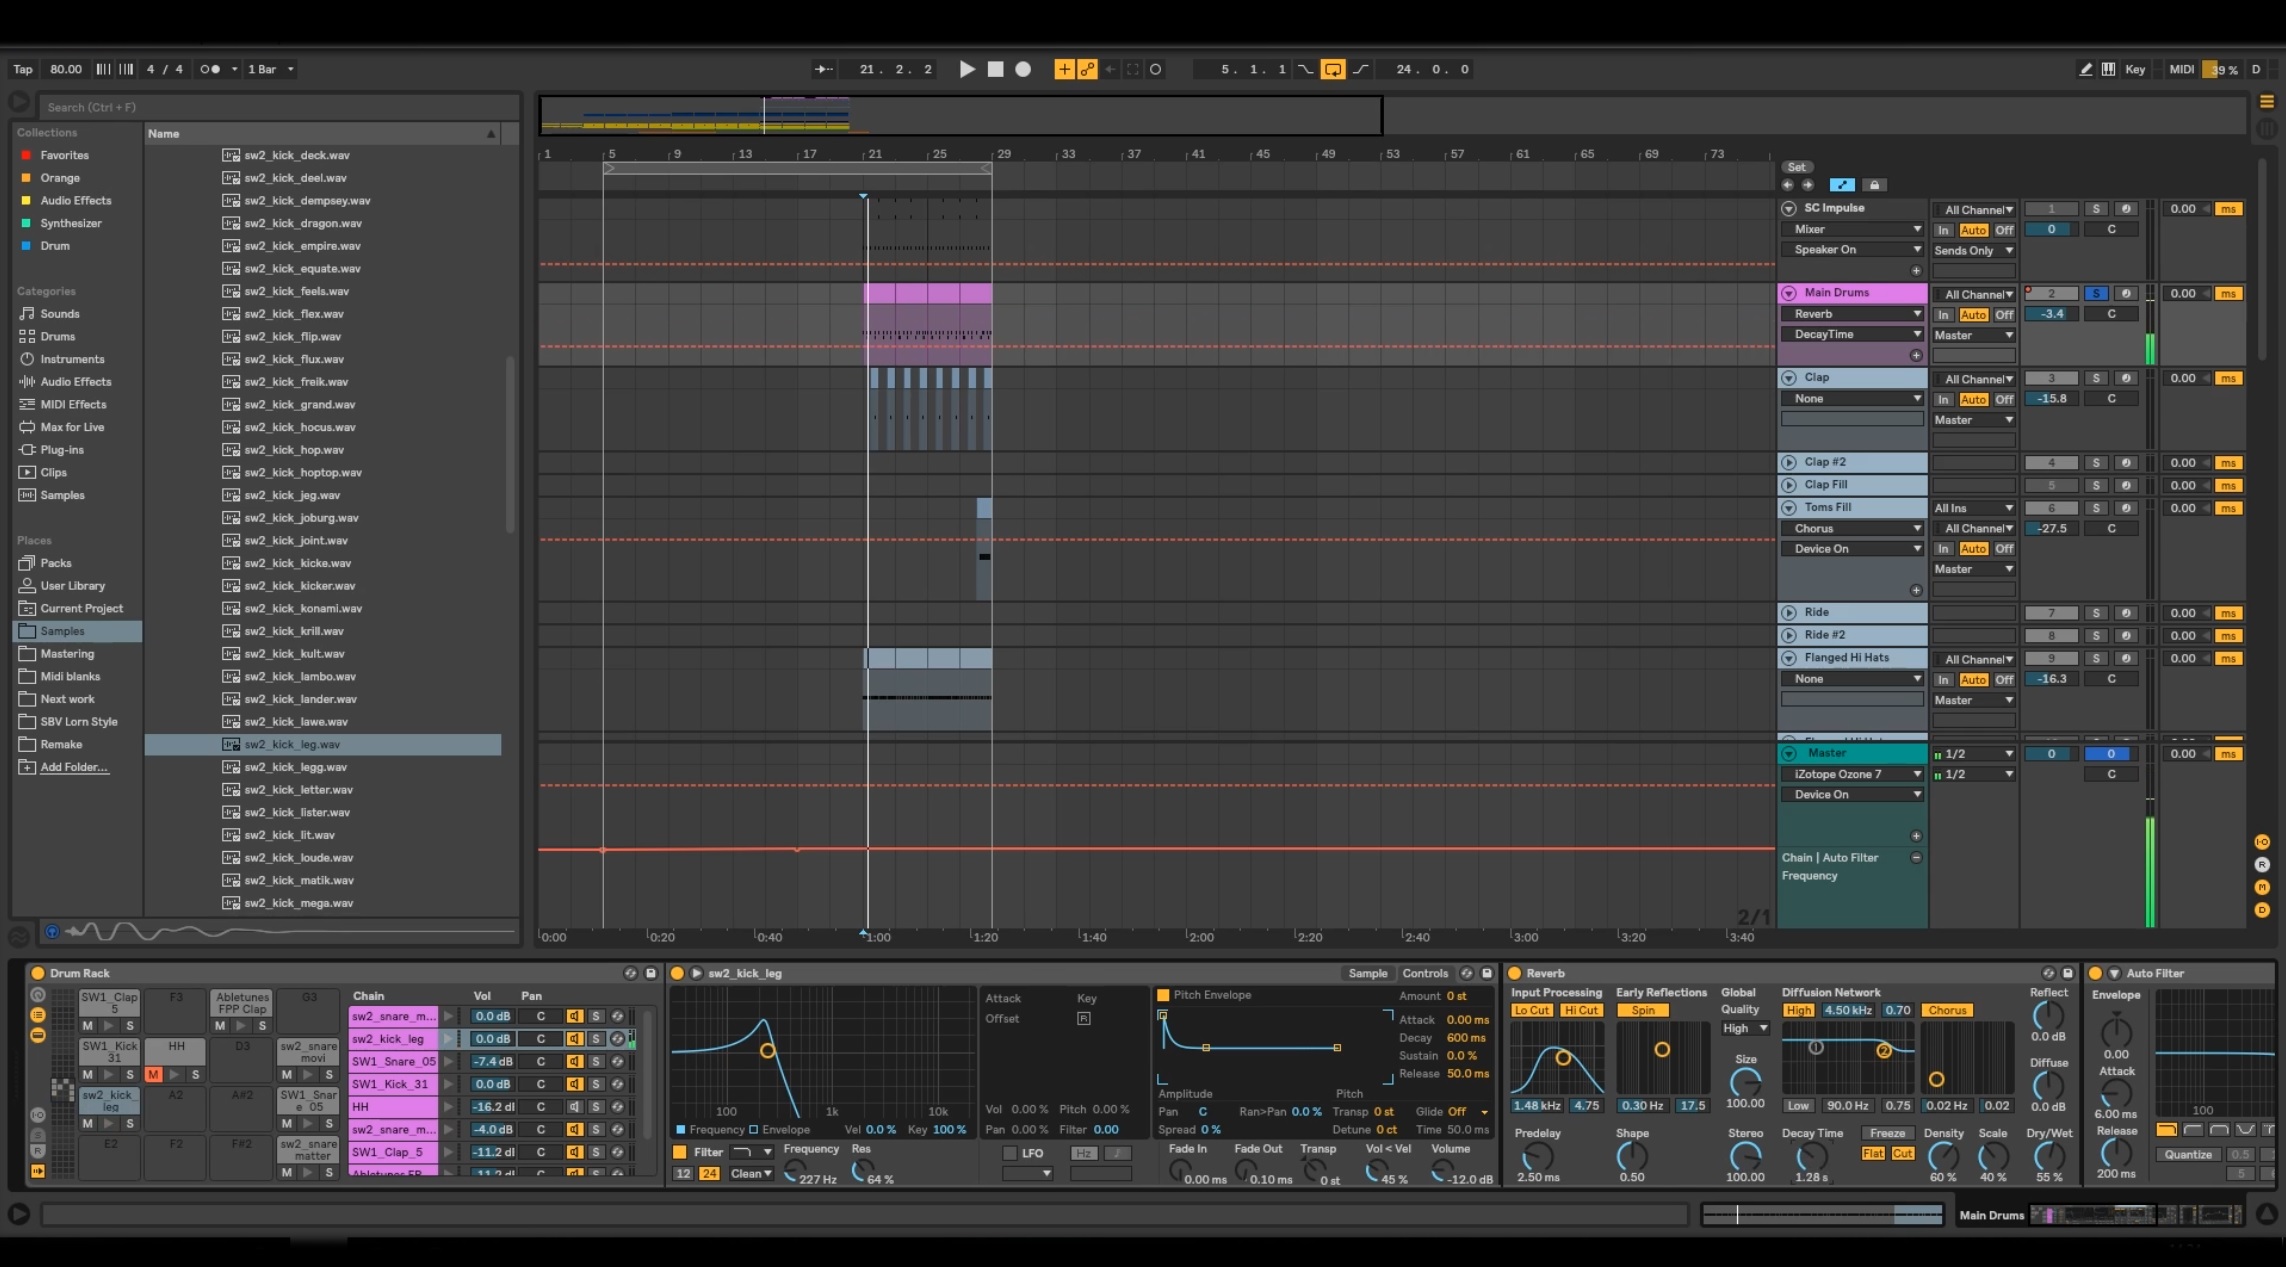 Tap 80.00 4 / 4 1 Bar 21 . 2 . 2 5 . 1 . 1 24 . 0 . 0 Key MIDI 39 % D
Search (Ctrl + F)
Collections
Favorites
Orange
Audio Effects
Synthesizer
Drum
Categories
Sounds
Drums
Instruments
Audio Effects
MIDI Effects
Max for Live
Plug-ins
Clips
Samples
Places
Packs
User Library
Current Project
Samples
Mastering
Midi blanks
Next work
SBV Lorn Style
Remake
Add Folder...
Name
sw2_kick_deck.wav
sw2_kick_deel.wav
sw2_kick_dempsey.wav
sw2_kick_dragon.wav
sw2_kick_empire.wav
sw2_kick_equate.wav
sw2_kick_feels.wav
sw2_kick_flex.wav
sw2_kick_flip.wav
sw2_kick_flux.wav
sw2_kick_freik.wav
sw2_kick_grand.wav
sw2_kick_hocus.wav
sw2_kick_hop.wav
sw2_kick_hoptop.wav
sw2_kick_jeg.wav
sw2_kick_joburg.wav
sw2_kick_joint.wav
sw2_kick_kicke.wav
sw2_kick_kicker.wav
sw2_kick_konami.wav
sw2_kick_krill.wav
sw2_kick_kult.wav
sw2_kick_lambo.wav
sw2_kick_lander.wav
sw2_kick_lawe.wav
sw2_kick_leg.wav
sw2_kick_legg.wav
sw2_kick_letter.wav
sw2_kick_lister.wav
sw2_kick_lit.wav
sw2_kick_loude.wav
sw2_kick_matik.wav
sw2_kick_mega.wav
1 5 9 13 17 21 25 29 33 37 41 45 49 53 57 61 65 69 73
Set
SC Impulse All Channel 1 S 0.00 ms
Mixer In Auto Off 0 C
Speaker On Sends Only
Main Drums All Channel 2 S 0.00 ms
Reverb In Auto Off -3.4 C
DecayTime Master
Clap All Channel 3 S 0.00 ms
None In Auto Off -15.8 C
Master
Clap #2 4 S 0.00 ms
Clap Fill 5 S 0.00 ms
Toms Fill All Ins 6 S 0.00 ms
Chorus All Channel -27.5 C
Device On In Auto Off
Master
Ride 7 S 0.00 ms
Ride #2 8 S 0.00 ms
Flanged Hi Hats All Channel 9 S 0.00 ms
None In Auto Off -16.3 C
Master
Master 1/2 0 0 0.00 ms
iZotope Ozone 7 1/2 C
Device On
Chain | Auto Filter
Frequency
2/1
0:00 0:20 0:40 1:00 1:20 1:40 2:00 2:20 2:40 3:00 3:20 3:40
Drum Rack
SW1_Clap_5 F3 Abletunes FPP Clap G3
M S M S
SW1_Kick_31 HH D3 sw2_snare movi
M S M S M S
sw2_kick_leg A2 A#2 SW1_Snare_05
M S M S
E2 F2 F#2 sw2_snare matter
M S
Chain Vol Pan
sw2_snare_m... 0.0 dB C S
sw2_kick_leg 0.0 dB C S
SW1_Snare_05 -7.4 dB C S
SW1_Kick_31 0.0 dB C S
HH -16.2 dl C S
sw2_snare_m... -4.0 dB C S
SW1_Clap_5 -11.2 dl C S
sw2_kick_leg Sample Controls
100 1k 10k
Frequency Envelope Vel 0.0 % Key 100 %
Filter Frequency Res
12 24 Clean 227 Hz 64 %
Attack Key
Offset R
Vol 0.00 % Pitch 0.00 %
Pan 0.00 % Filter 0.00
LFO Hz
Pitch Envelope Amount 0 st
Attack 0.00 ms
Decay 600 ms
Sustain 0.0 %
Release 50.0 ms
Amplitude Pitch
Pan C Ran>Pan 0.0 % Transp 0 st Glide Off
Spread 0 % Detune 0 ct Time 50.0 ms
Fade In Fade Out Transp Vol < Vel Volume
0.00 ms 0.10 ms 0 st 45 % -12.0 dB
Reverb
Input Processing Early Reflections Global Diffusion Network Reflect
Lo Cut Hi Cut Spin Quality High 4.50 kHz 0.70 Chorus
High 0.0 dB
Size Diffuse
1.48 kHz 4.75 0.30 Hz 17.5 100.00 Low 90.0 Hz 0.75 0.02 Hz 0.02 0.0 dB
Predelay Shape Stereo Decay Time Freeze Density Scale Dry/Wet
Flat Cut
2.50 ms 0.50 100.00 1.28 s 60 % 40 % 55 %
Auto Filter
Envelope
0.00
Attack
6.00 ms 100
Release
Quantize 0.5
200 ms 5
Main Drums